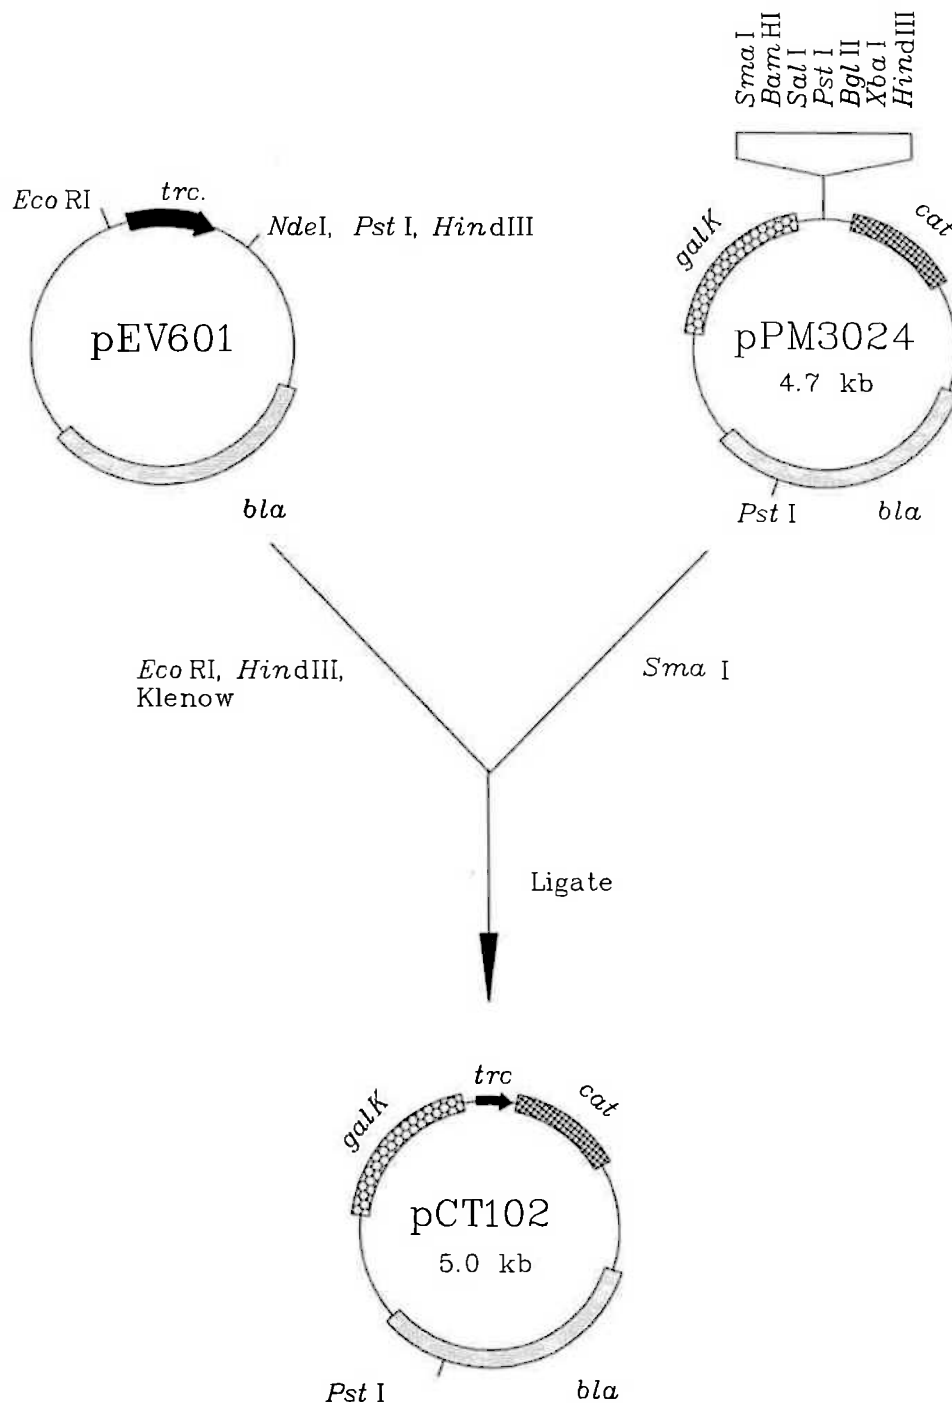 Sma I
Bam HI
Sal I
Pst I
Bgl II
Xba I
HindIII
Eco RI
trc.
NdeI, Pst I, HindIII
pEV601
bla
galK
cat
pPM3024
4.7 kb
Pst I
bla
Eco RI, HindIII,
Klenow
Sma I
Ligate
trc
galK
cat
pCT102
5.0 kb
Pst I
bla